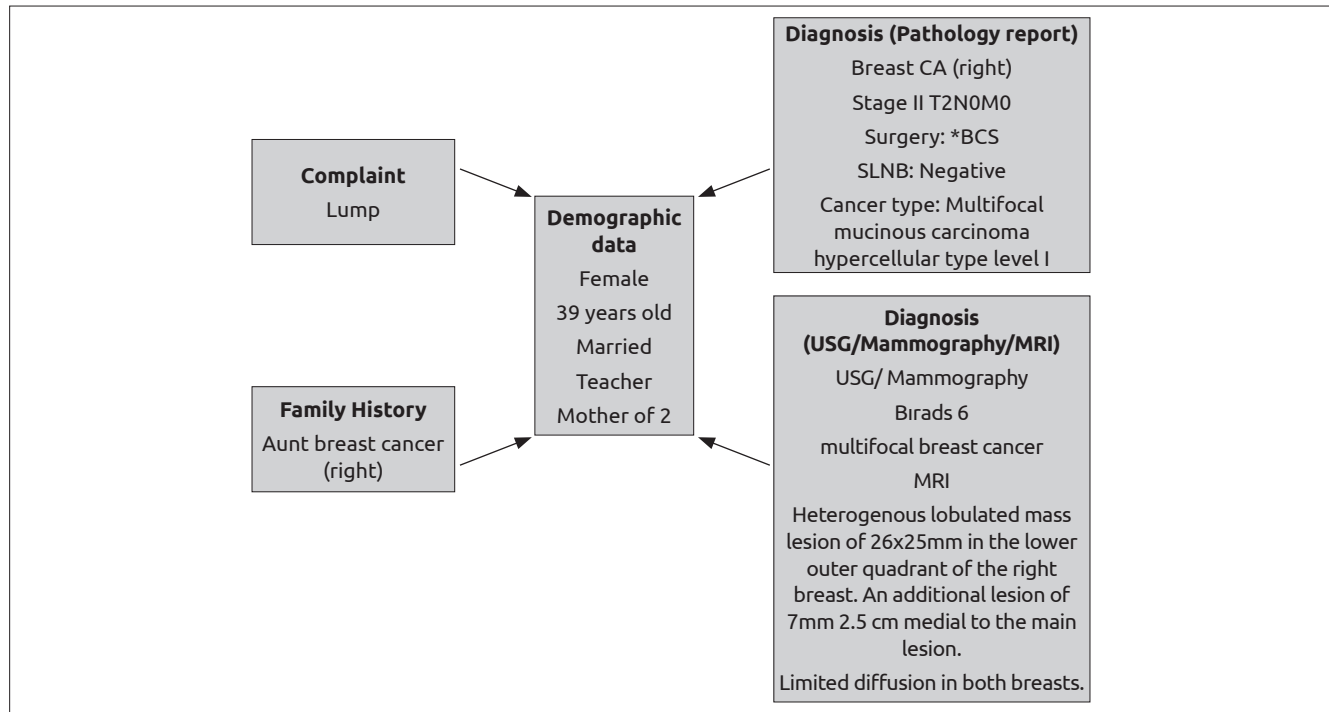 Complaint
Lump
Family History
Aunt breast cancer
(right)
Demographic
data
Female
39 years old
Married
Teacher
Mother of 2
Diagnosis (Pathology report)
Breast CA (right)
Stage II T2N0M0
Surgery: *BCS
SLNB: Negative
Cancer type: Multifocal
mucinous carcinoma
hypercellular type level I
Diagnosis
(USG/Mammography/MRI)
USG/ Mammography
Bırads 6
multifocal breast cancer
MRI
Heterogenous lobulated mass
lesion of 26x25mm in the lower
outer quadrant of the right
breast. An additional lesion of
7mm 2.5 cm medial to the main
lesion.
Limited diffusion in both breasts.